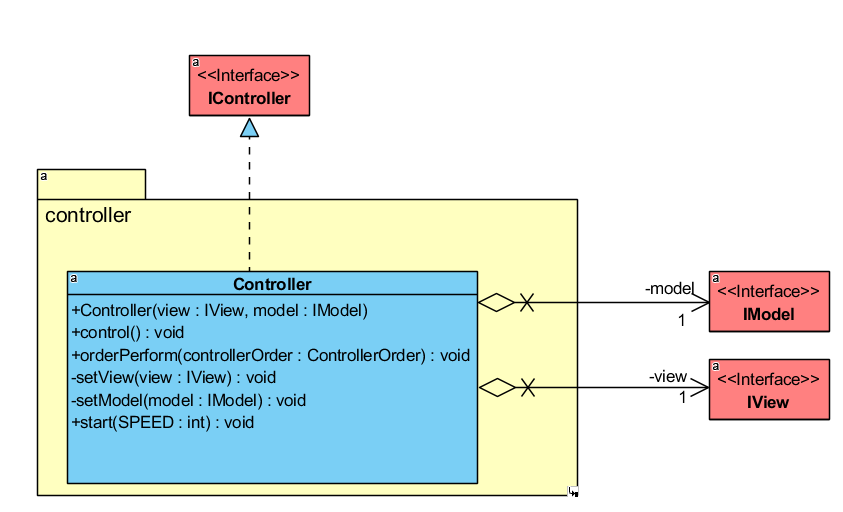 a
<<Interface>>
IController
a
controller
a
Controller
+Controller(view : IView, model : IModel)
+control() : void
+orderPerform(controllerOrder : ControllerOrder) : void
-setView(view : IView) : void
-setModel(model : IModel) : void
+start(SPEED : int) : void
-model
1
a
<<Interface>>
IModel
-view
1
a
<<Interface>>
IView